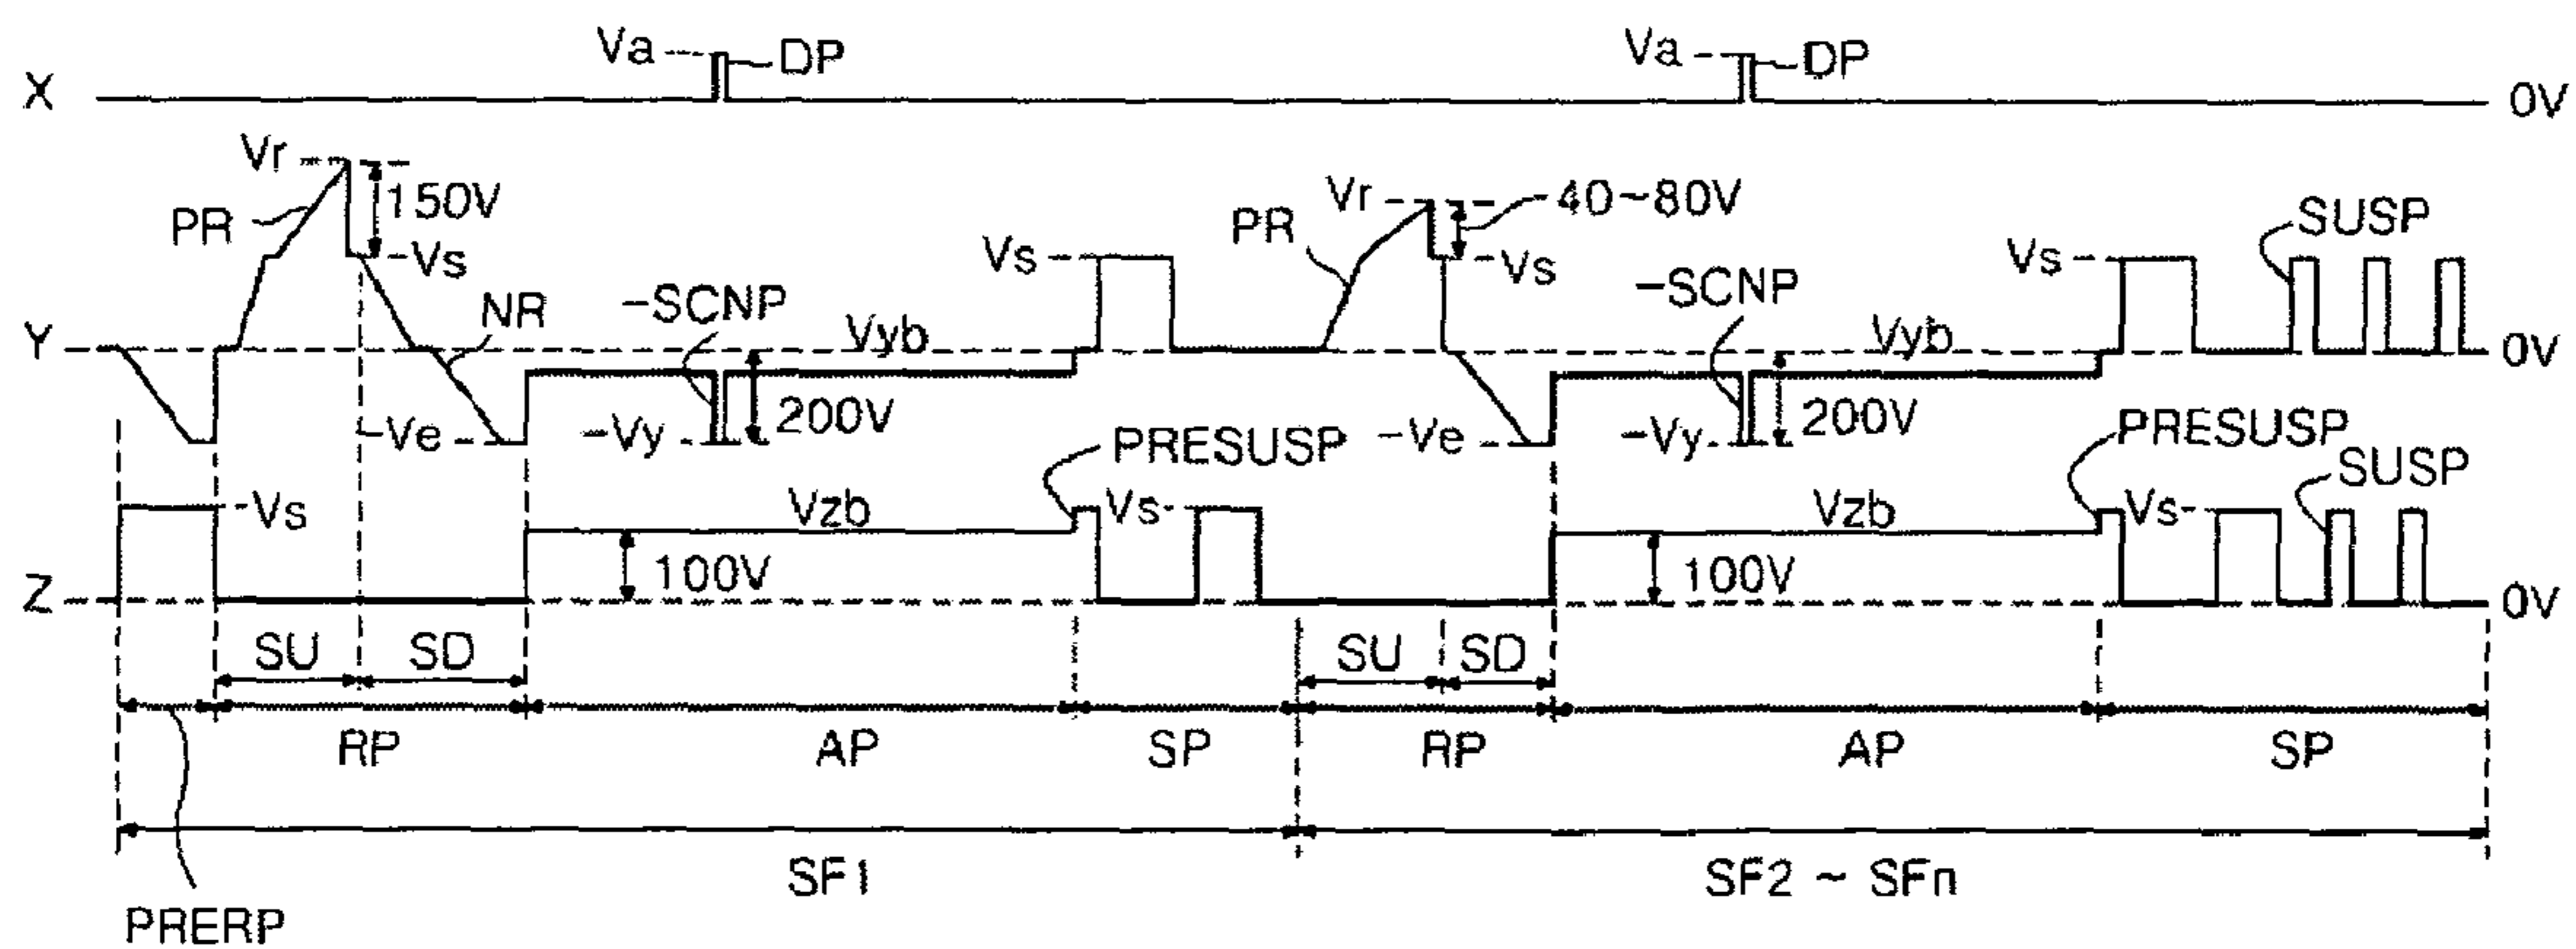 Va DP Va DP
X 0V
Vr 150V Vr 40~80V
PR -Vs Vs PR -Vs Vs SUSP
NR -SCNP Vyb -SCNP Vyb
Y 0V
-Ve -Vy 200V -Ve -Vy 200V
PRESUSP PRESUSP SUSP
-Vs Vzb Vs- Vzb Vs-
Z 100V 100V 0V
SU SD SU SD
RP AP SP RP AP SP
SF1 SF2 ~ SFn
PRERP